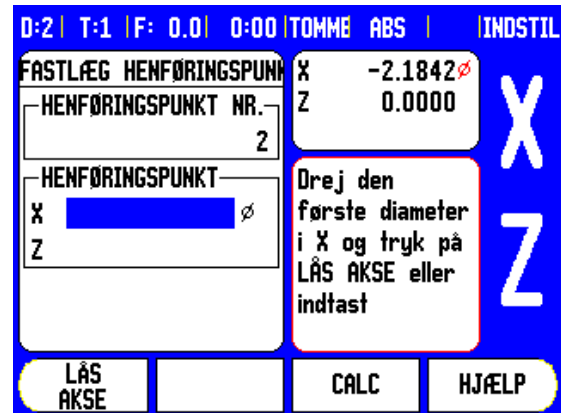 D:2 | T:1 | F: 0.0 | 0:00 | TOMME ABS | | INDSTIL
FASTLÆG HENFØRINGSPUNK
HENFØRINGSPUNKT NR.
2
HENFØRINGSPUNKT
X ø
Z
X -2.1842ø
Z 0.0000
Drej den
første diameter
i X og tryk på
LÅS AKSE eller
indtast
X
Z
LÅS
AKSE
CALC
HJÆLP